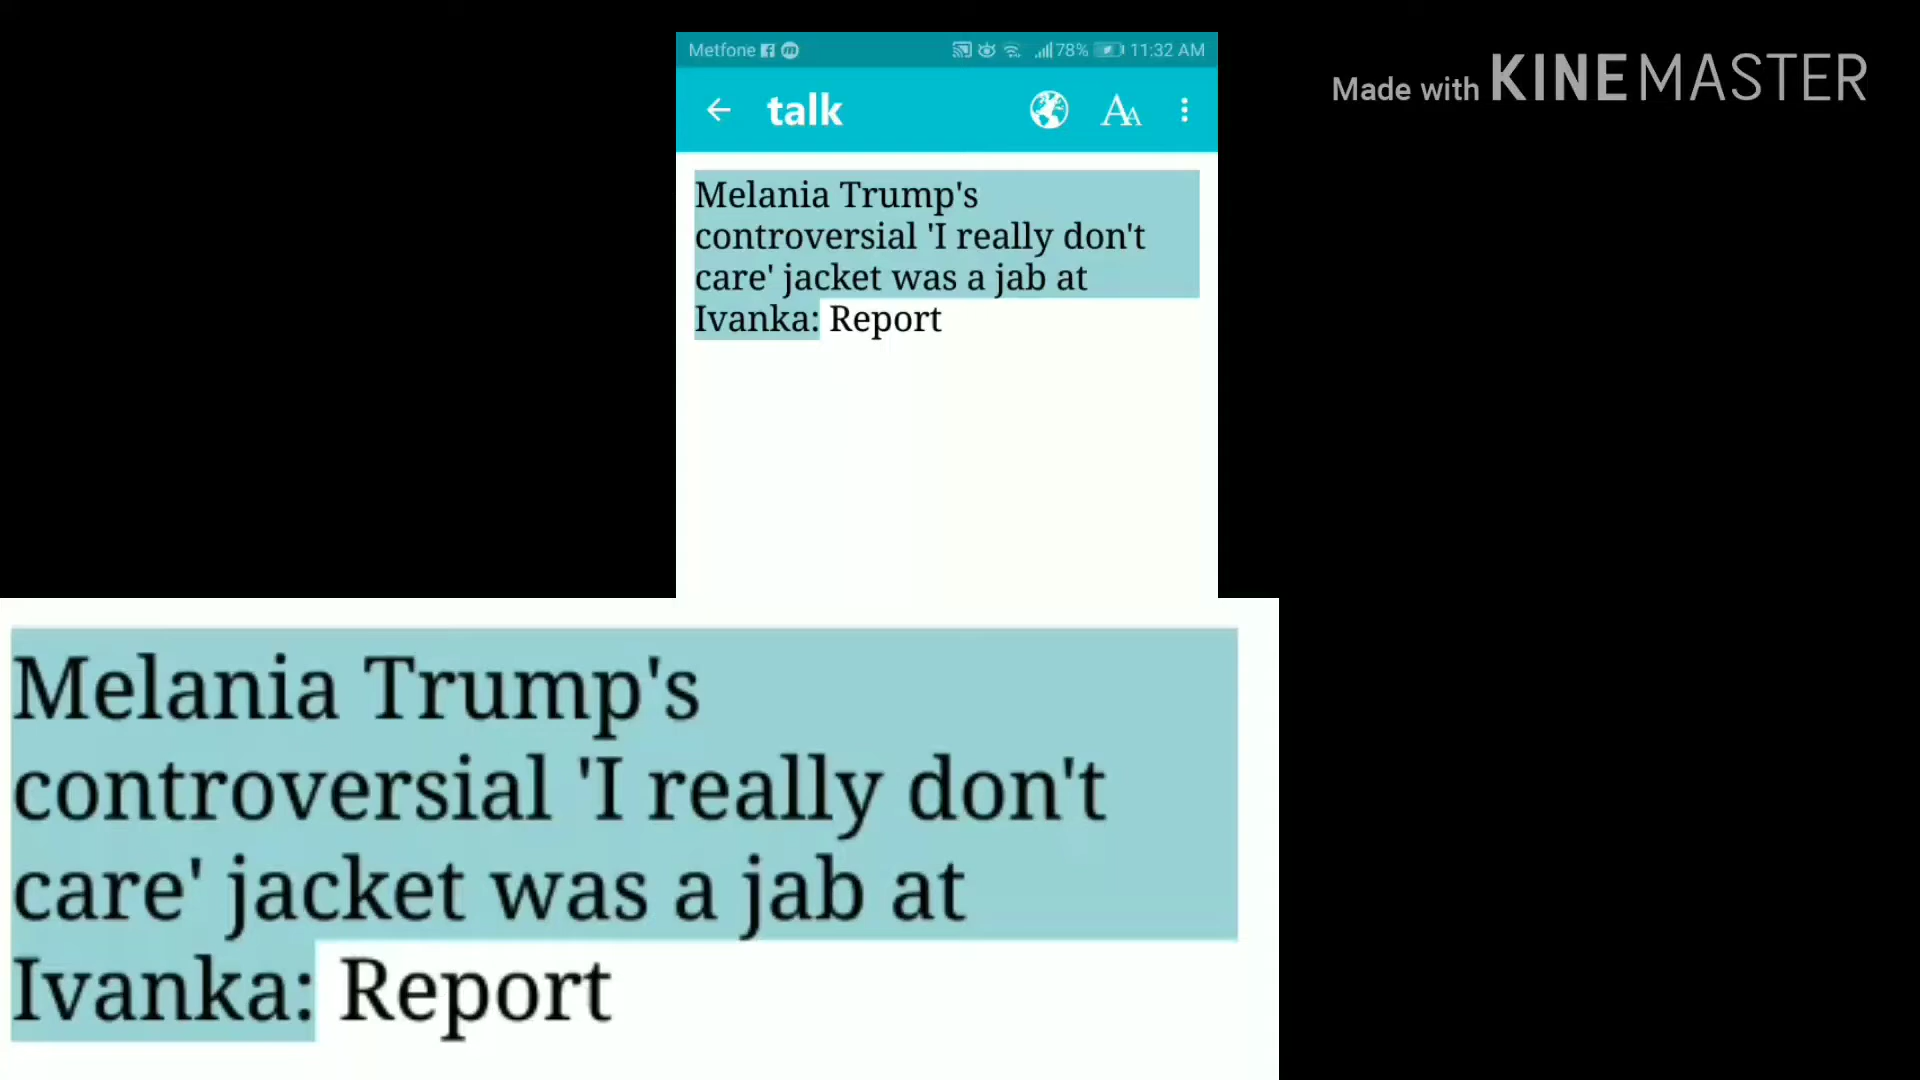 Metfone 78% 11:32 AM
Made with KINEMASTER
talk AA
Melania Trump's
controversial 'I really don't
care' jacket was a jab at
Ivanka: Report
Melania Trump's
controversial 'I really don't
care' jacket was a jab at
Ivanka: Report